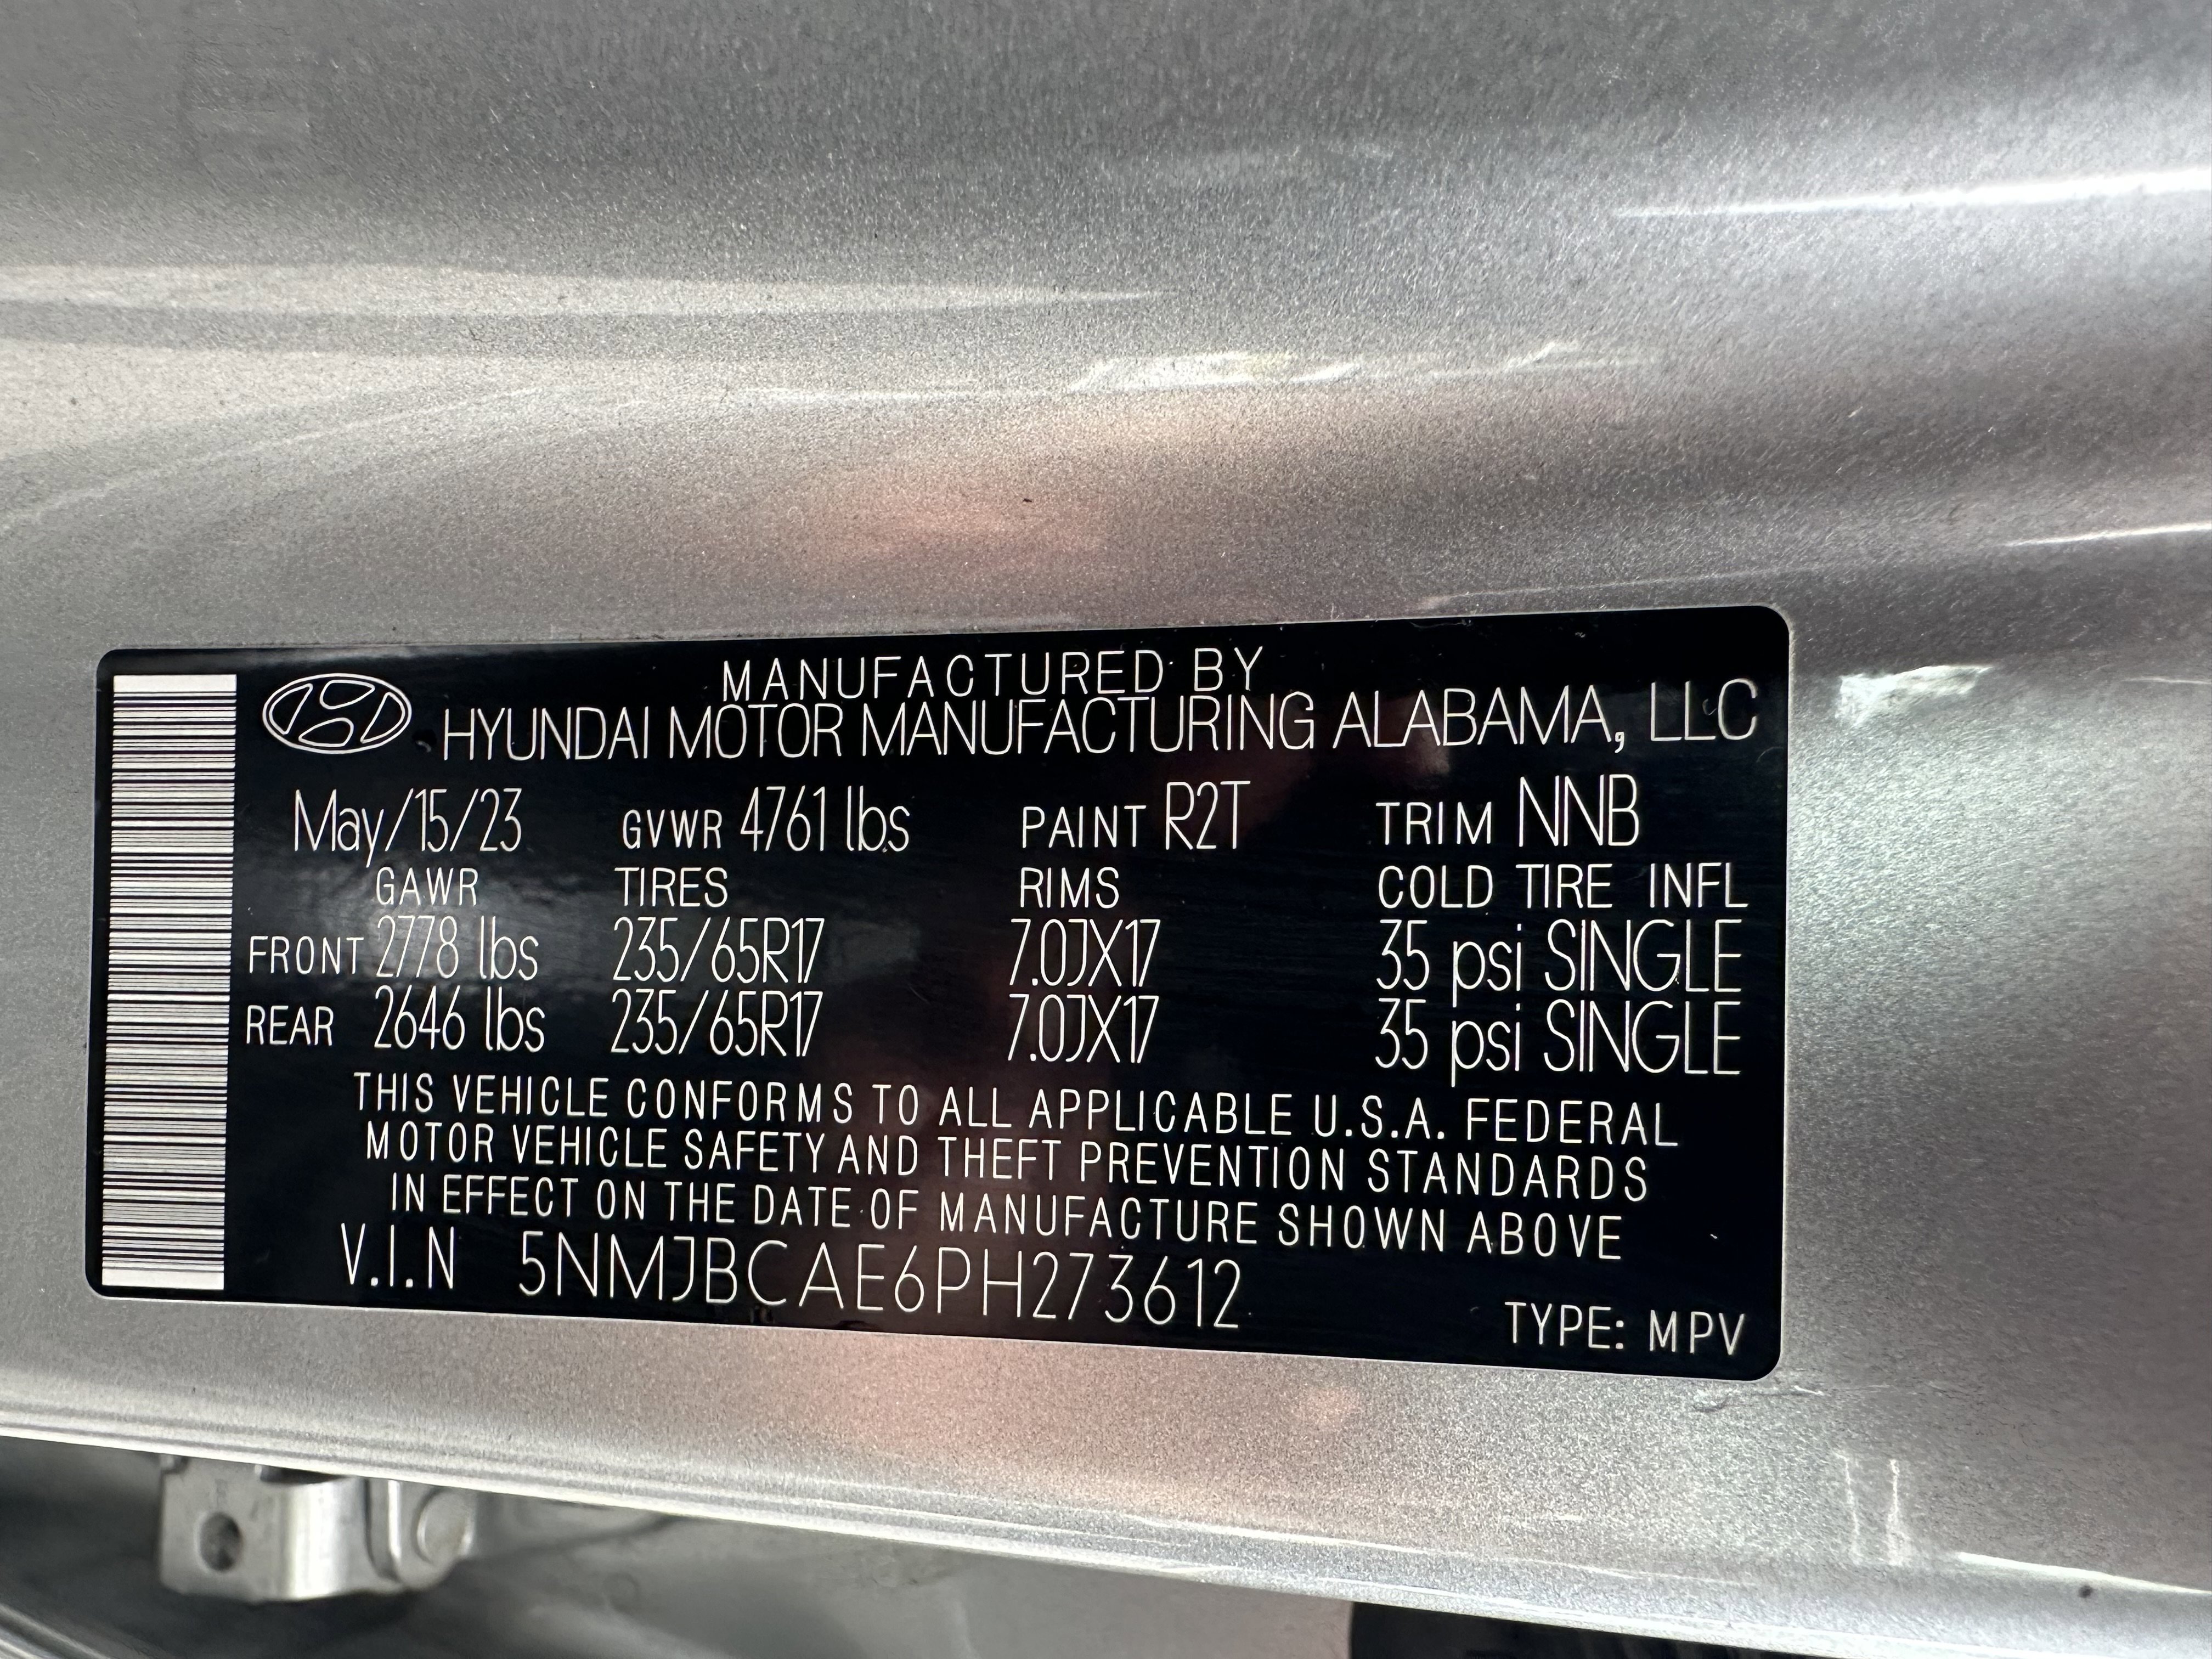 MANUFACTURED BY
HYUNDAI MOTOR MANUFACTURING ALABAMA, LLC
May/15/23 GVWR 4761 lbs PAINT R2T TRIM NNB
GAWR TIRES RIMS COLD TIRE INFL
FRONT 2778 lbs 235/65R17 7.0JX17 35 psi SINGLE
REAR 2646 lbs 235/65R17 7.0JX17 35 psi SINGLE
THIS VEHICLE CONFORMS TO ALL APPLICABLE U.S.A. FEDERAL
MOTOR VEHICLE SAFETY AND THEFT PREVENTION STANDARDS
IN EFFECT ON THE DATE OF MANUFACTURE SHOWN ABOVE
V.I.N 5NMJBCAE6PH273612
TYPE: MPV